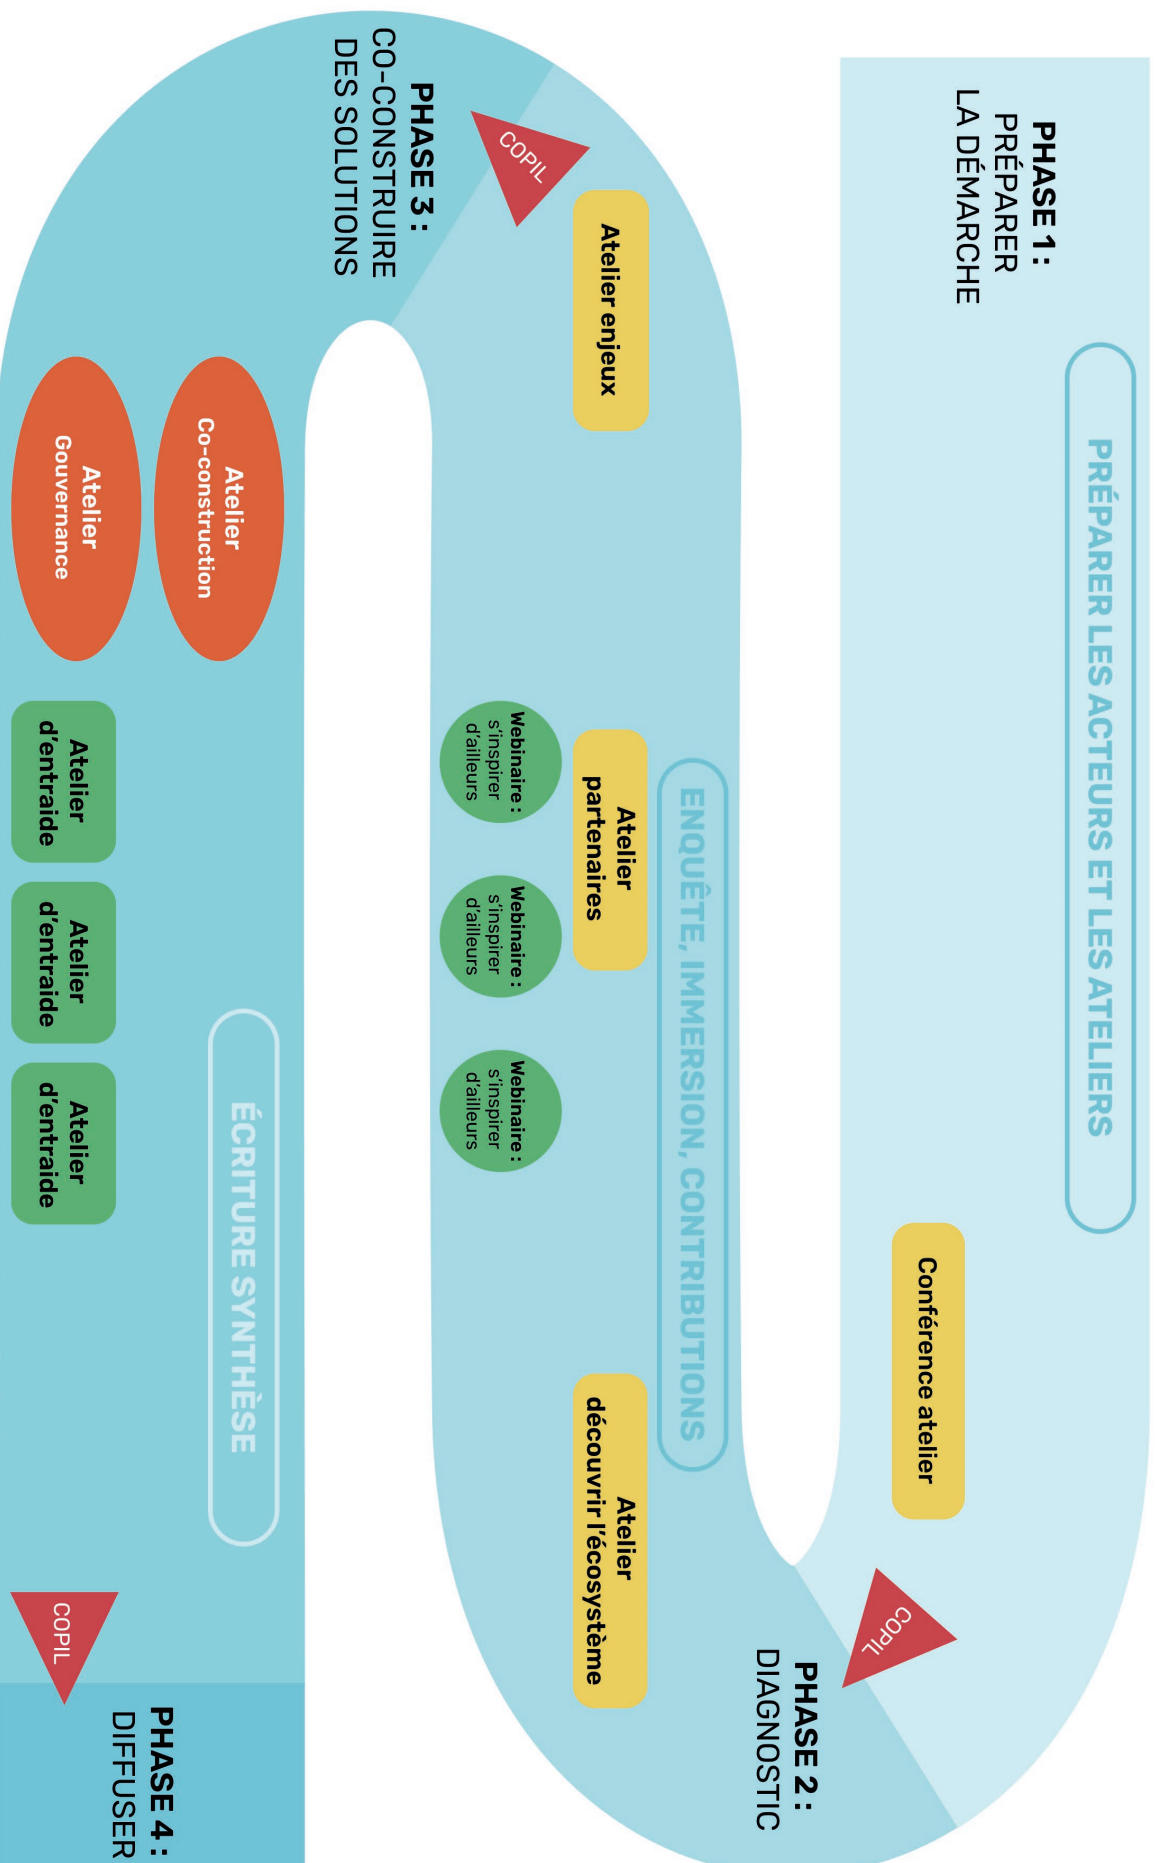 PHASE 1 :
PRÉPARER
LA DÉMARCHE
PRÉPARER LES ACTEURS ET LES ATELIERS
Conférence atelier
COPIL
PHASE 2 :
DIAGNOSTIC
ENQUÊTE, IMMERSION, CONTRIBUTIONS
Atelier
découvrir l'écosystème
Atelier
partenaires
Webinaire :
s'inspirer
d'ailleurs
Webinaire :
s'inspirer
d'ailleurs
Webinaire :
s'inspirer
d'ailleurs
Atelier enjeux
COPIL
PHASE 3 :
CO-CONSTRUIRE
DES SOLUTIONS
Atelier
Co-construction
Atelier
Gouvernance
Atelier
d'entraide
Atelier
d'entraide
Atelier
d'entraide
ÉCRITURE SYNTHÈSE
COPIL
PHASE 4 :
DIFFUSER